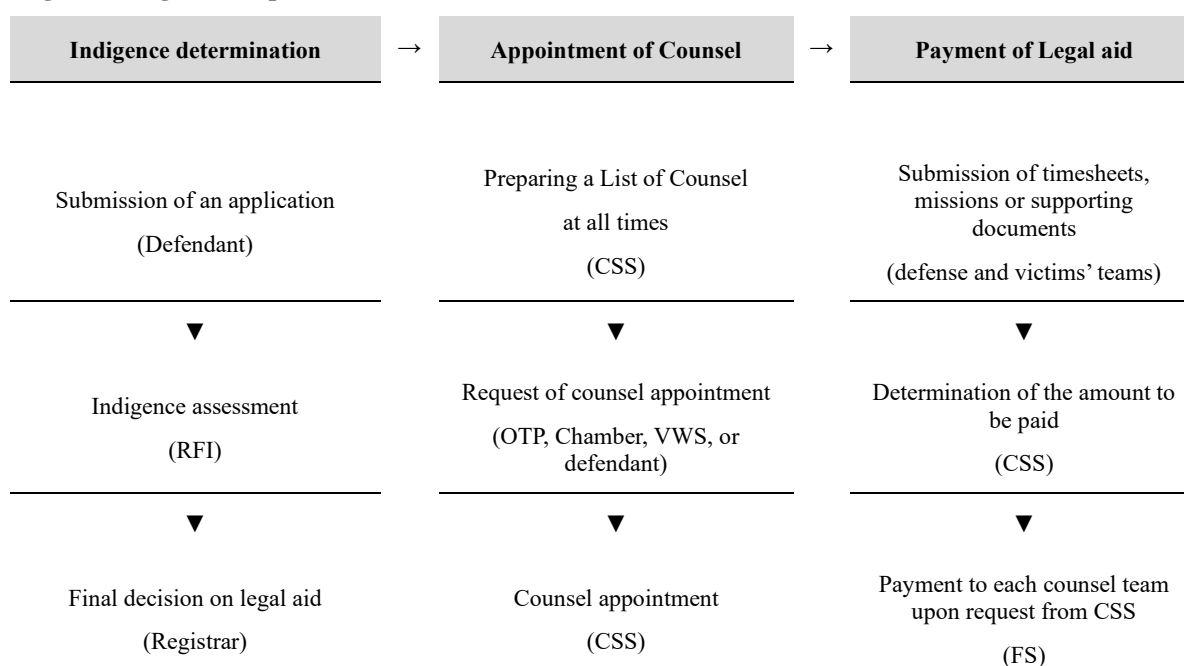 Indigence determination
→
Appointment of Counsel
→
Payment of Legal aid
Submission of an application
(Defendant)
Preparing a List of Counsel
at all times
(CSS)
Submission of timesheets,
missions or supporting
documents
(defense and victims’ teams)
▼
▼
▼
Indigence assessment
(RFI)
Request of counsel appointment
(OTP, Chamber, VWS, or
defendant)
Determination of the amount to
be paid
(CSS)
▼
▼
▼
Final decision on legal aid
(Registrar)
Counsel appointment
(CSS)
Payment to each counsel team
upon request from CSS
(FS)